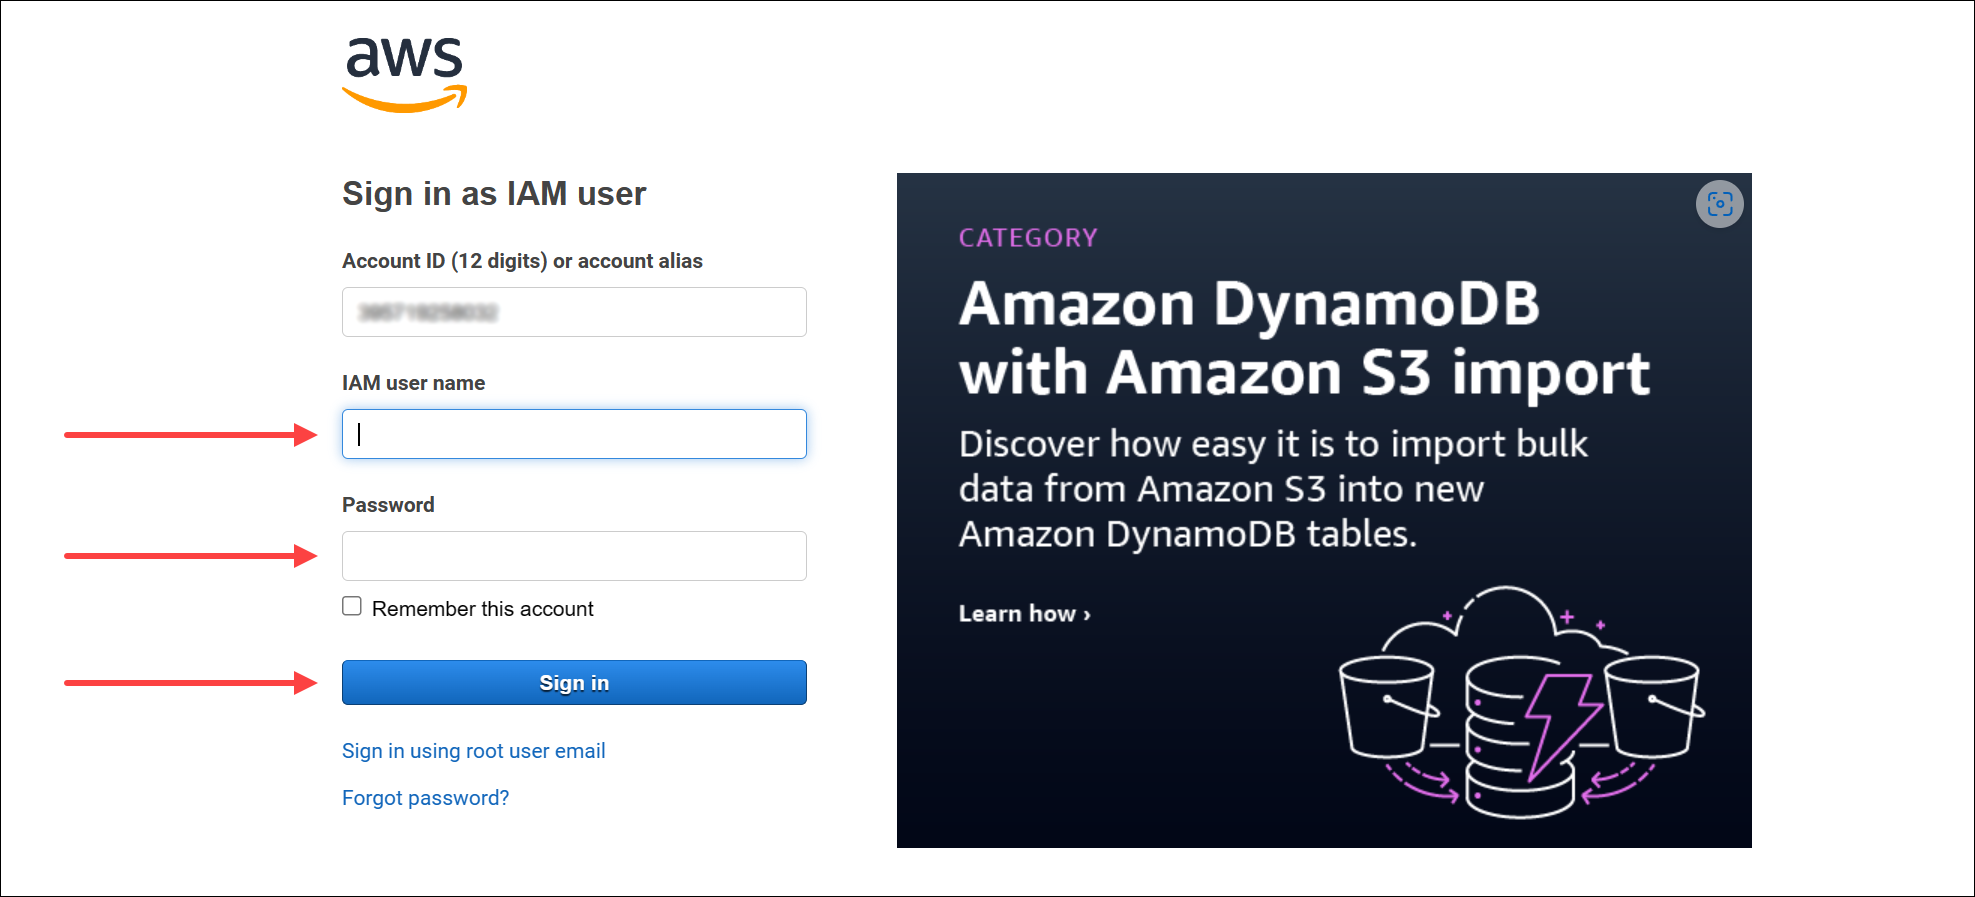 aws
Sign in as IAM user
Account ID (12 digits) or account alias
IAM user name
Password
Remember this account
Sign in
Sign in using root user email
Forgot password?
CATEGORY
Amazon DynamoDB
with Amazon S3 import
Discover how easy it is to import bulk
data from Amazon S3 into new
Amazon DynamoDB tables.
Learn how ›